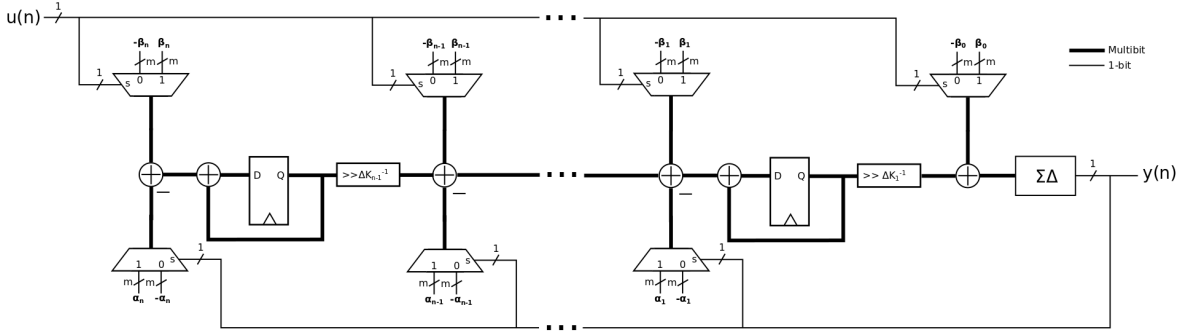 u(n) 1 ...
-βₙ βₙ -βₙ₋₁ βₙ₋₁ -β₁ β₁ -β₀ β₀
m m m m m m m m
Multibit
1-bit
1 s 0 1 1 s 0 1 1 s 0 1 1 s 0 1
D Q >>ΔKₙ₋₁⁻¹ ... D Q >> ΔK₁⁻¹ ΣΔ 1 y(n)
− − −
1 0 s 1 1 0 s 1 1 0 s 1
m m m m m m
αₙ -αₙ αₙ₋₁ -αₙ₋₁ α₁ -α₁
...